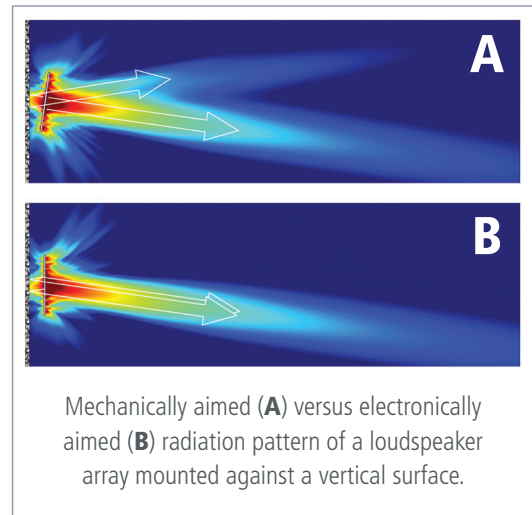 A
B
Mechanically aimed (A) versus electronically
aimed (B) radiation pattern of a loudspeaker
array mounted against a vertical surface.